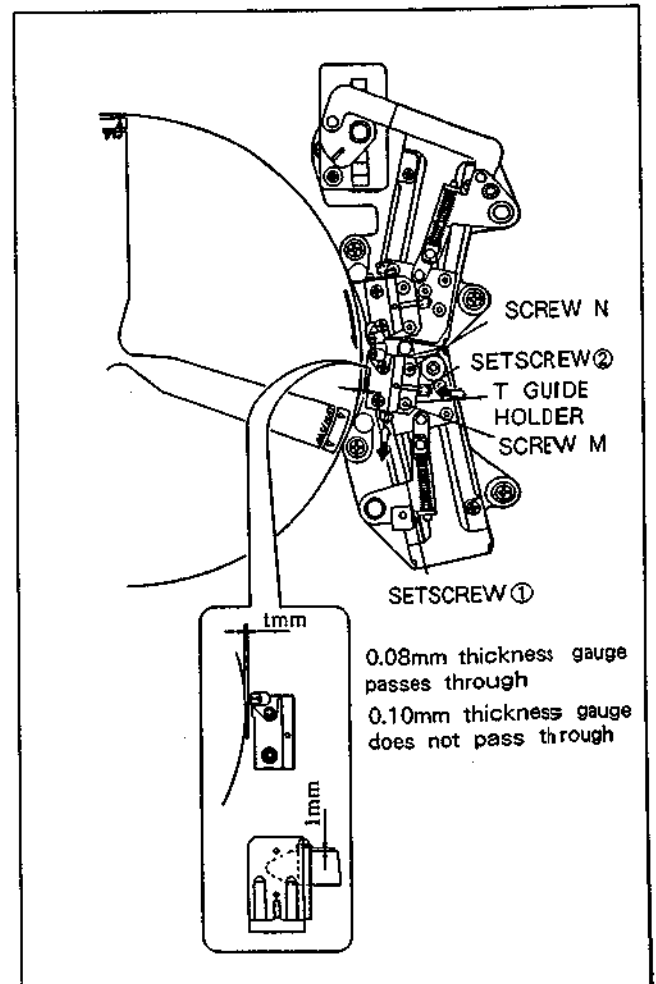 SCREW N
SETSCREW②
T GUIDE
HOLDER
SCREW M
SETSCREW①
tmm
0.08mm thickness gauge
passes through
0.10mm thickness gauge
does not pass through
1mm